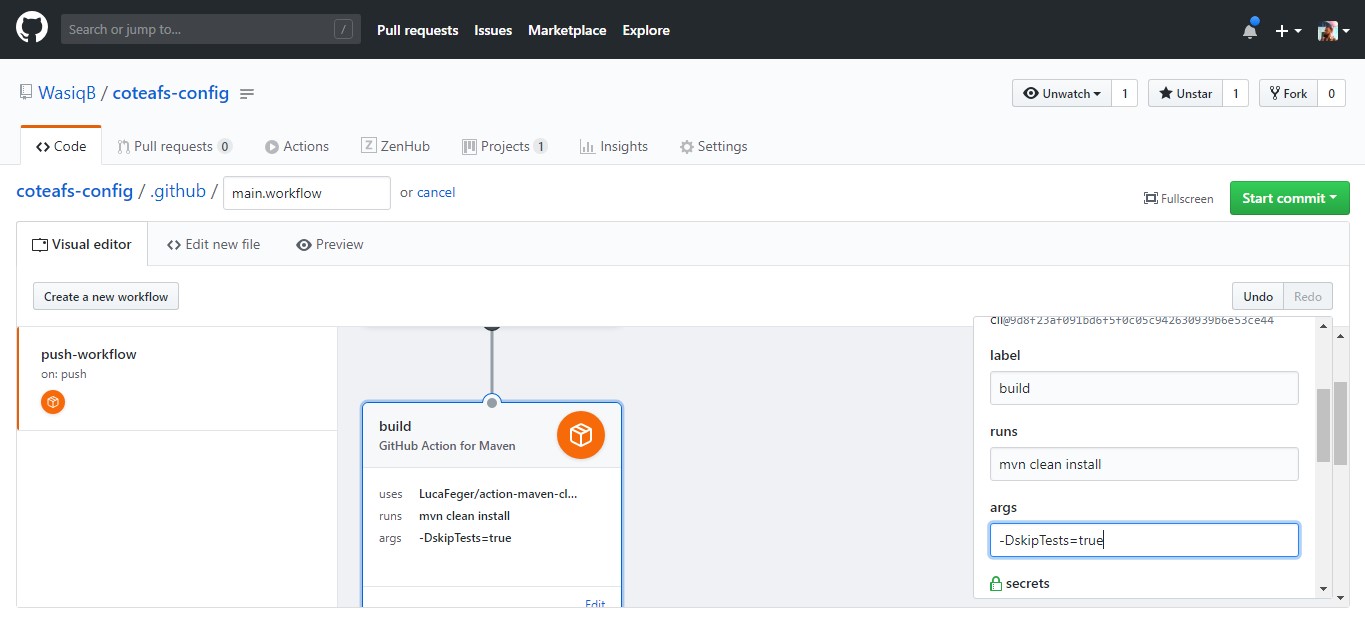 Search or jump to... /
Pull requests Issues Marketplace Explore
WasiqB / coteafs-config
Unwatch 1 Unstar 1 Fork 0
Code Pull requests 0 Actions Z ZenHub Projects 1 Insights Settings
coteafs-config / .github / main.workflow or cancel
Fullscreen Start commit
Visual editor Edit new file Preview
Create a new workflow
Undo Redo
push-workflow
on: push
build
GitHub Action for Maven
uses LucaFeger/action-maven-cl...
runs mvn clean install
args -DskipTests=true
Edit
cli@9d8f23af091bd6f5f0c05c942630939b6e53ce44
label
build
runs
mvn clean install
args
-DskipTests=true
secrets